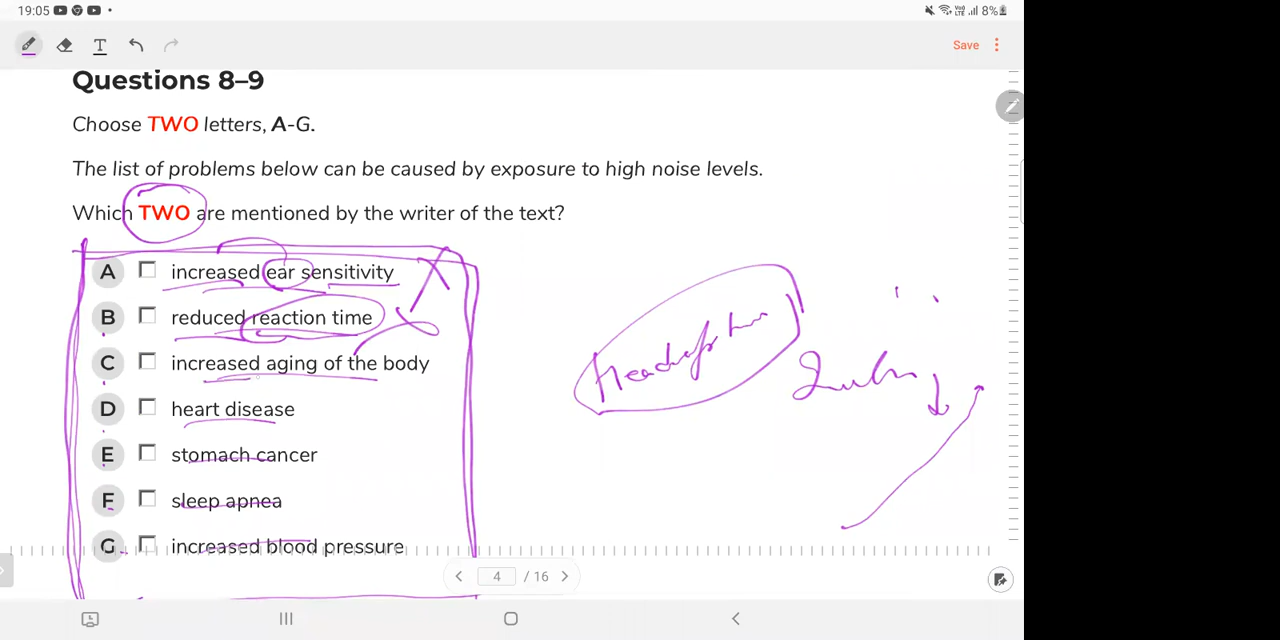 19:05
8%
Save
Questions 8–9
Choose TWO letters, A-G.
The list of problems below can be caused by exposure to high noise levels.
Which TWO are mentioned by the writer of the text?
A increased ear sensitivity
B reduced reaction time
C increased aging of the body
D heart disease
E stomach cancer
F sleep apnea
G increased blood pressure
4 / 16